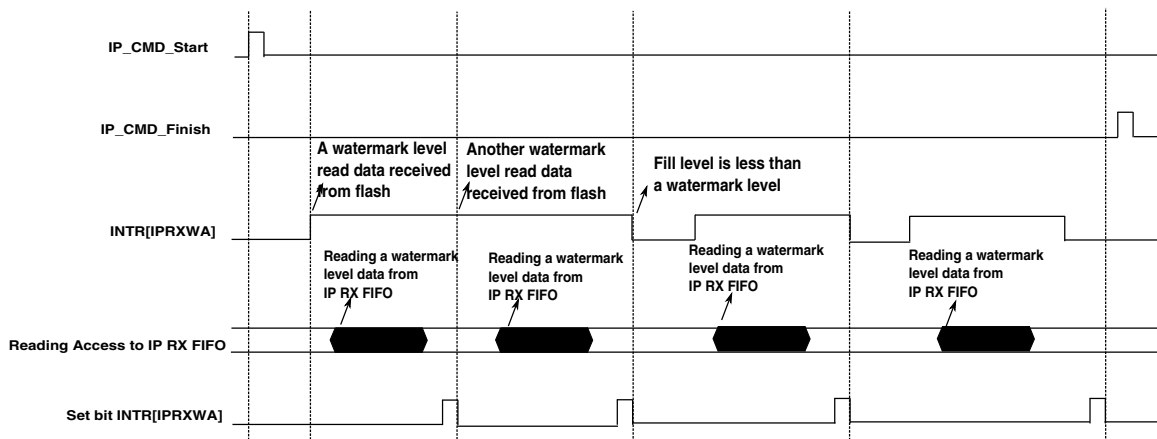 IP_CMD_Start
IP_CMD_Finish
A watermark level
read data received
from flash
Another watermark
level read data
received from flash
Fill level is less than
a watermark level
INTR[IPRXWA]
Reading a watermark
level data from
IP RX FIFO
Reading a watermark
level data from
IP RX FIFO
Reading a watermark
level data from
IP RX FIFO
Reading a watermark
level data from
IP RX FIFO
Reading Access to IP RX FIFO
Set bit INTR[IPRXWA]